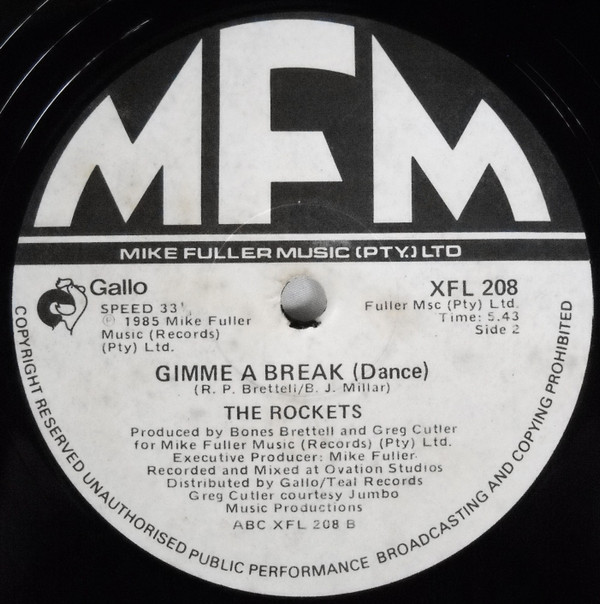 MFM
MIKE FULLER MUSIC (PTY.) LTD
Gallo
SPEED 33⅓
℗ 1985 Mike Fuller
Music (Records)
(Pty) Ltd.
XFL 208
Fuller Msc (Pty) Ltd.
Time: 5.43
Side 2
GIMME A BREAK (Dance)
(R. P. Brettell/B. J. Millar)
THE ROCKETS
Produced by Bones Brettell and Greg Cutler
for Mike Fuller Music (Records) (Pty) Ltd.
Executive Producer: Mike Fuller.
Recorded and Mixed at Ovation Studios
Distributed by Gallo/Teal Records
Greg Cutler courtesy Jumbo
Music Productions
ABC XFL 208 B
COPYRIGHT RESERVED UNAUTHORISED PUBLIC PERFORMANCE BROADCASTING AND COPYING PROHIBITED